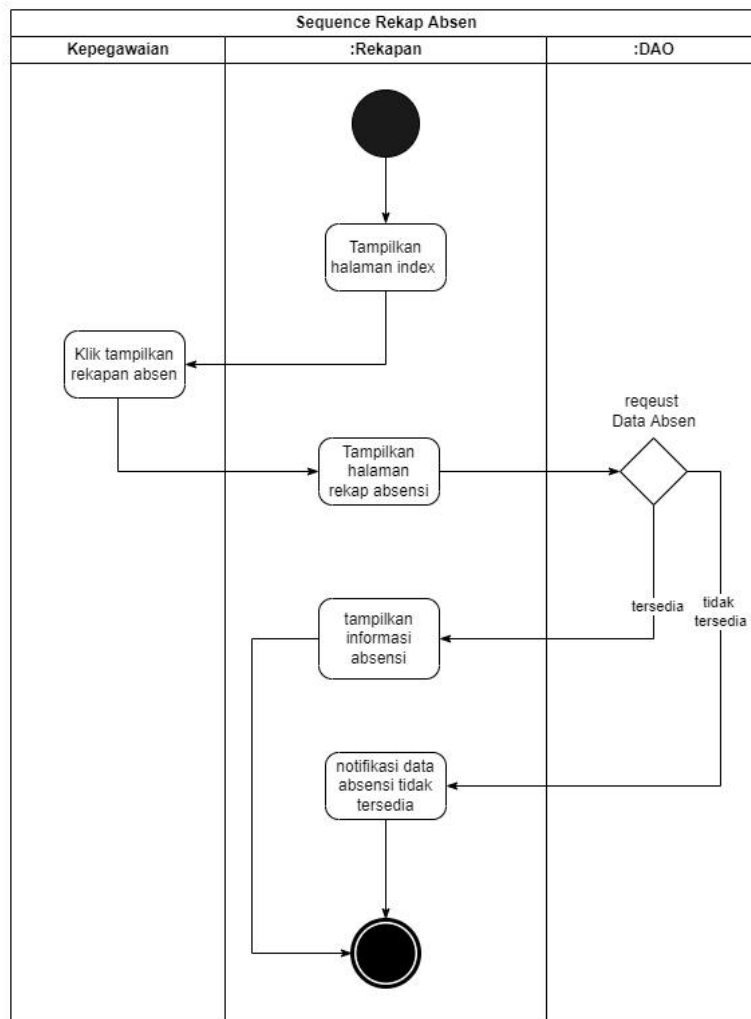 Sequence Rekap Absen
Kepegawaian
:Rekapan
:DAO
Tampilkan
halaman index
Klik tampilkan
rekapan absen
reqeust
Data Absen
Tampilkan
halaman
rekap absensi
tersedia
tidak
tersedia
tampilkan
informasi
absensi
notifikasi data
absensi tidak
tersedia